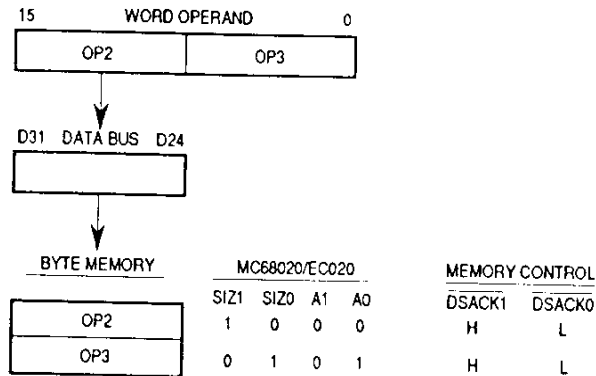 15 WORD OPERAND 0
OP2 OP3
D31 DATA BUS D24
BYTE MEMORY MC68020/EC020 MEMORY CONTROL
SIZ1 SIZ0 A1 A0 DSACK1 DSACK0
OP2 1 0 0 0 H L
OP3 0 1 0 1 H L